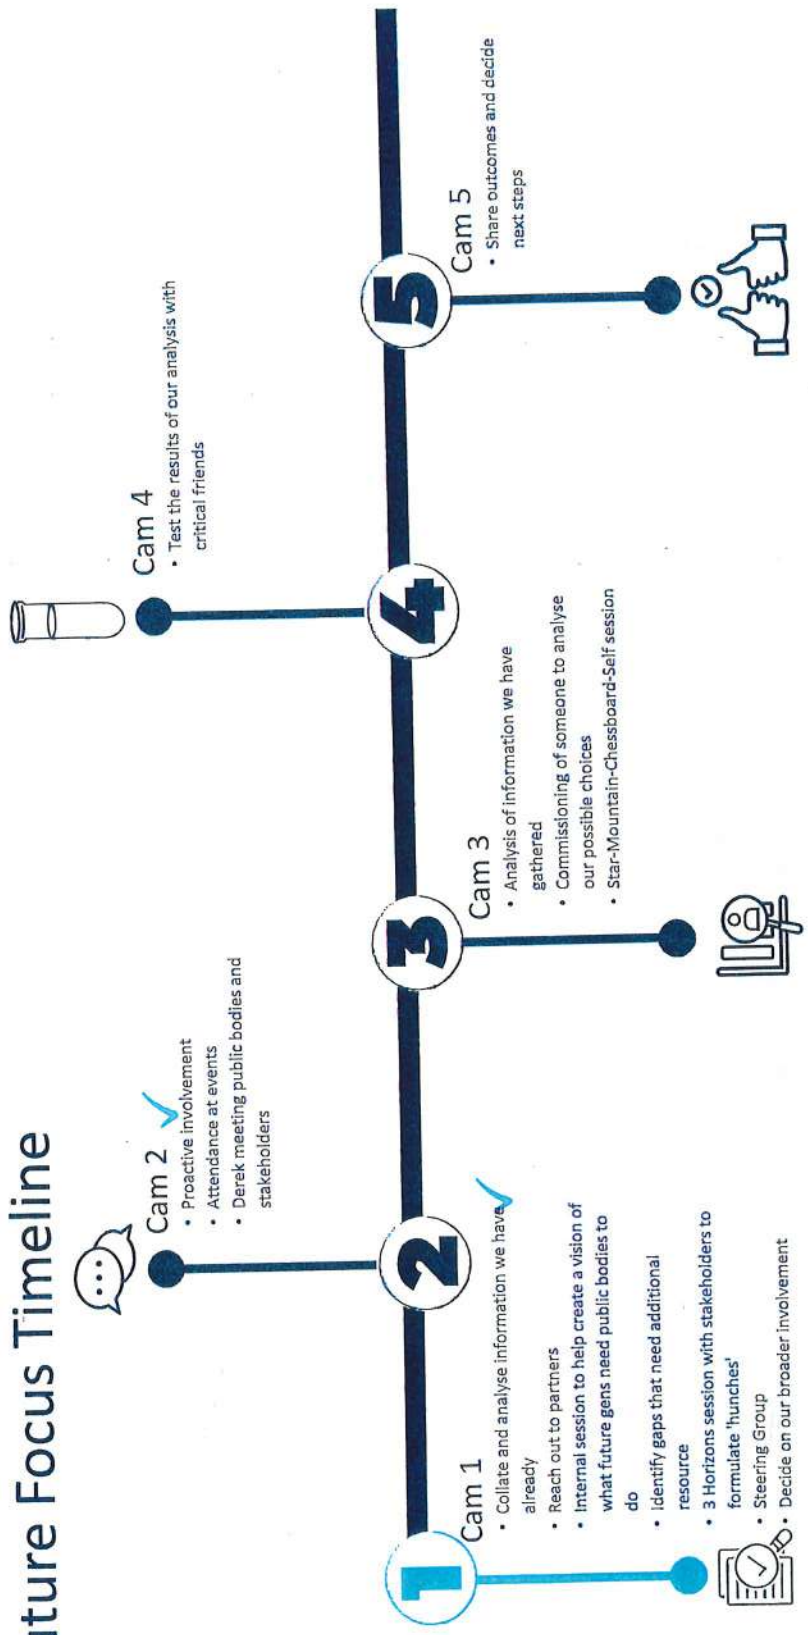 uture Focus Timeline
1
Cam 1
• Collate and analyse information we have
already
• Reach out to partners
• Internal session to help create a vision of
what future gens need public bodies to
do
• Identify gaps that need additional
resource
• 3 Horizons session with stakeholders to
formulate 'hunches'
• Steering Group
• Decide on our broader involvement
2
Cam 2
• Proactive involvement
• Attendance at events
• Derek meeting public bodies and
stakeholders
3
Cam 3
• Analysis of information we have
gathered
• Commissioning of someone to analyse
our possible choices
• Star-Mountain-Chessboard-Self session
4
Cam 4
• Test the results of our analysis with
critical friends
5
Cam 5
• Share outcomes and decide
next steps